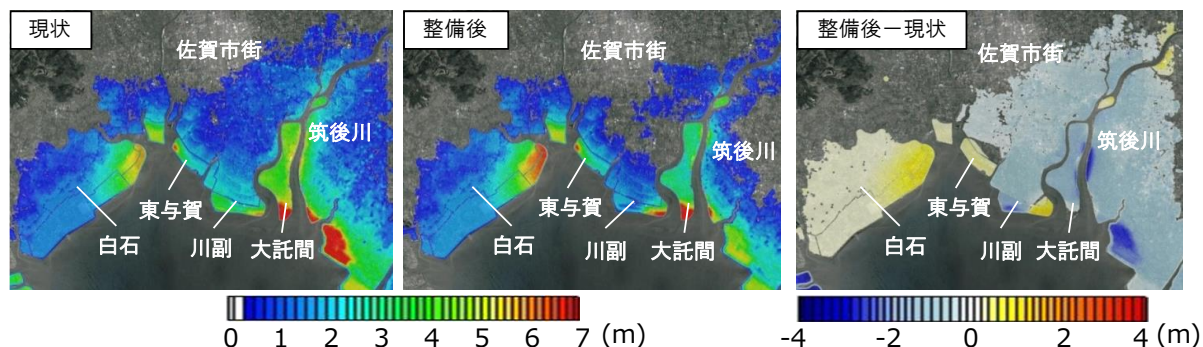 現状
佐賀市街
筑後川
東与賀
白石
川副
大託間
整備後
佐賀市街
筑後川
東与賀
白石
川副
大託間
整備後－現状
佐賀市街
筑後川
東与賀
白石
川副
大託間
0 1 2 3 4 5 6 7 (m)
-4 -2 0 2 4 (m)